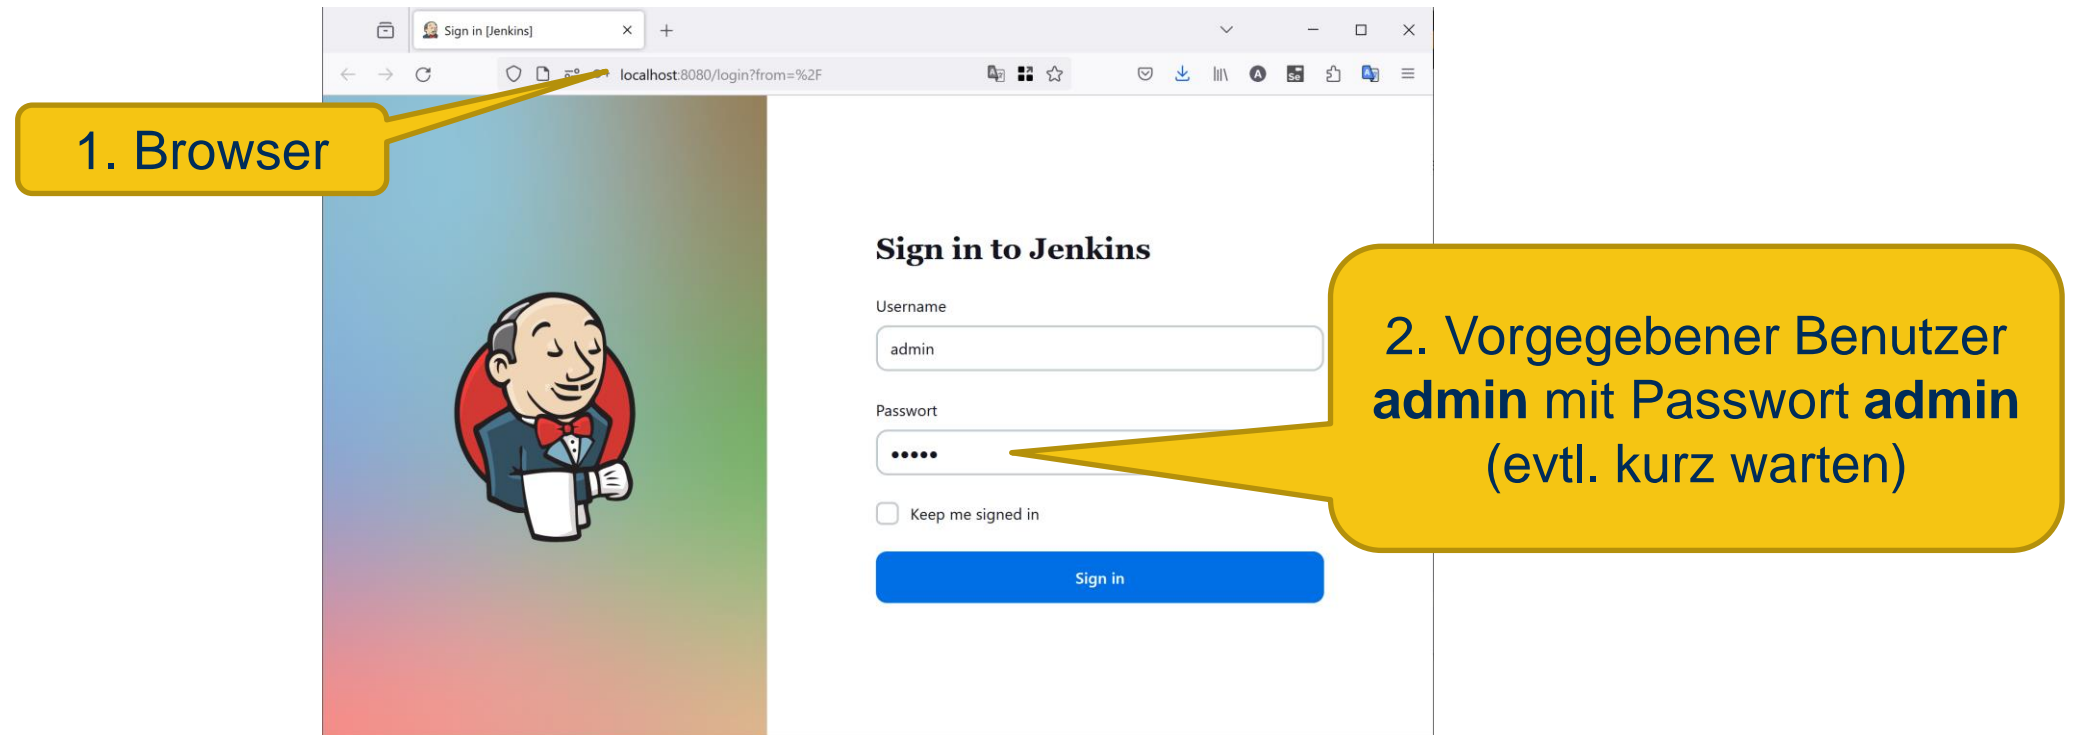 Sign in [Jenkins]
localhost:8080/login?from=%2F
A
Se
1. Browser
Sign in to Jenkins
Username
admin
Passwort
•••••
Keep me signed in
Sign in
2. Vorgegebener Benutzer
admin mit Passwort admin
(evtl. kurz warten)